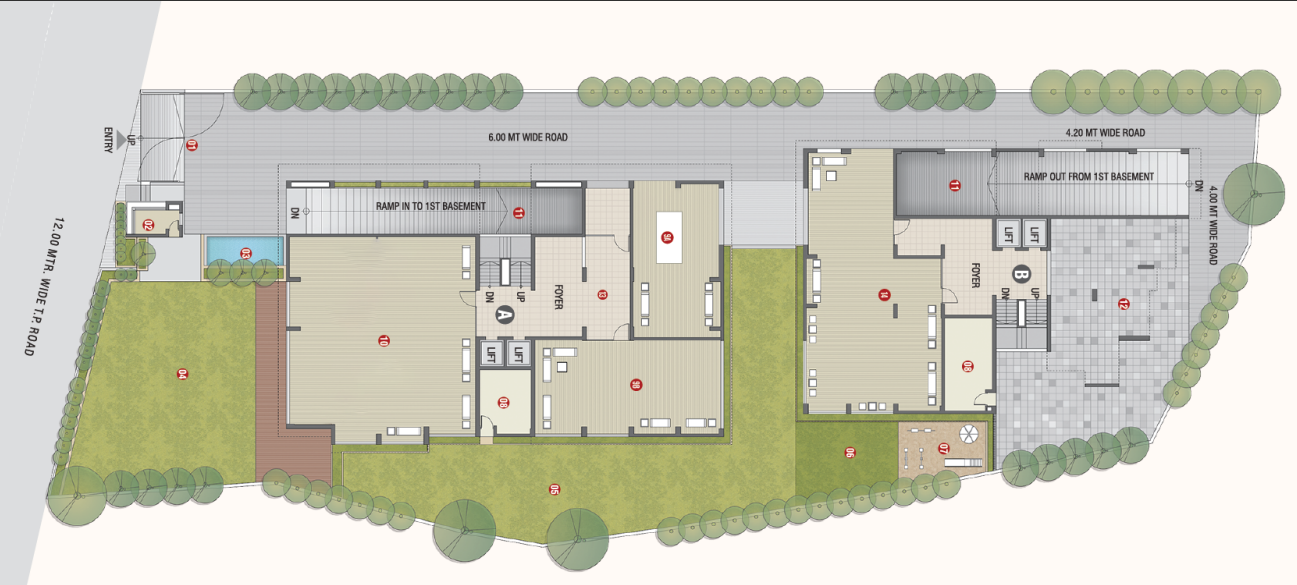 6.00 MT WIDE ROAD
4.20 MT WIDE ROAD
ENTRY
UP
01
RAMP IN TO 1ST BASEMENT
DN
11
11
RAMP OUT FROM 1ST BASEMENT
DN
4.00 MT WIDE ROAD
02
03
12.00 MTR. WIDE T.P. ROAD
04
10
DN
UP
FOYER
A
LIFT
LIFT
13
9A
9B
08
05
14
LIFT
LIFT
FOYER
B
DN
UP
12
08
06
07